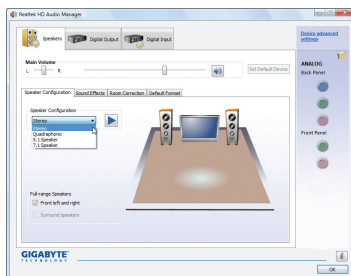 Realtek HD Audio Manager
Speakers
Digital Output
Digital Input
Device advanced
settings
Main Volume
L
R
Set Default Device
ANALOG
Back Panel
Speaker Configuration
Sound Effects
Room Correction
Default Format
Speaker Configuration
Stereo
Stereo
Quadraphonic
5.1 Speaker
7.1 Speaker
Front Panel
Full-range Speakers
Front left and right
Surround speakers
GIGABYTE
TECHNOLOGY
OK